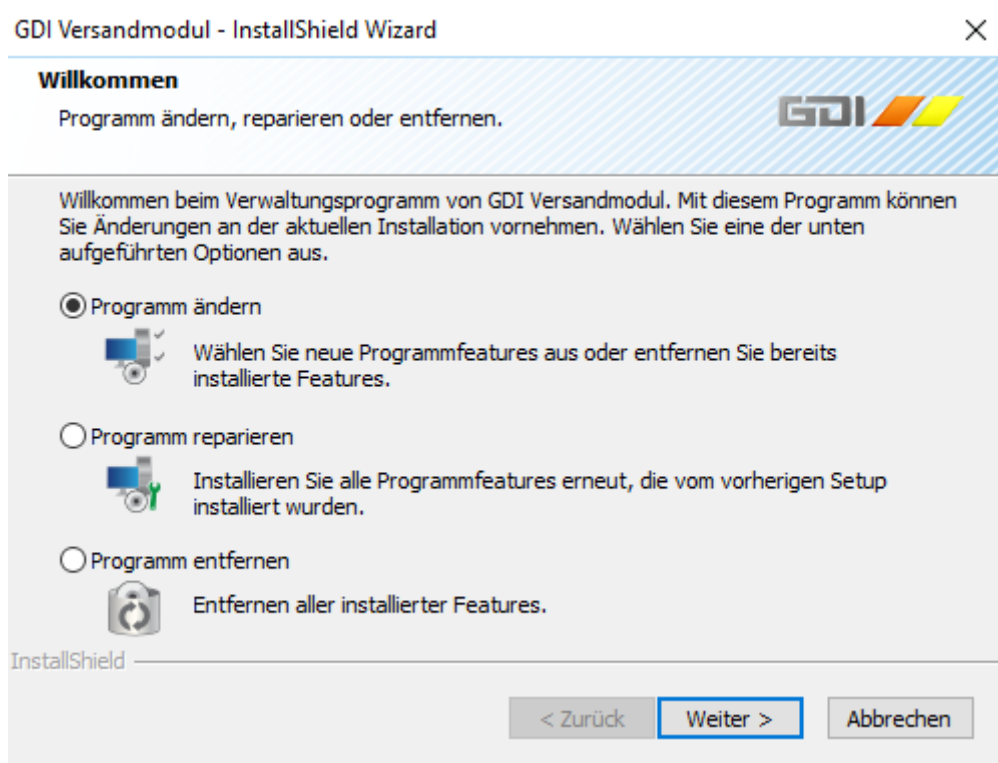 GDI Versandmodul - InstallShield Wizard
Willkommen
Programm ändern, reparieren oder entfernen.
GDI
Willkommen beim Verwaltungsprogramm von GDI Versandmodul. Mit diesem Programm können
Sie Änderungen an der aktuellen Installation vornehmen. Wählen Sie eine der unten
aufgeführten Optionen aus.
Programm ändern
Wählen Sie neue Programmfeatures aus oder entfernen Sie bereits
installierte Features.
Programm reparieren
Installieren Sie alle Programmfeatures erneut, die vom vorherigen Setup
installiert wurden.
Programm entfernen
Entfernen aller installierter Features.
InstallShield
< Zurück Weiter > Abbrechen